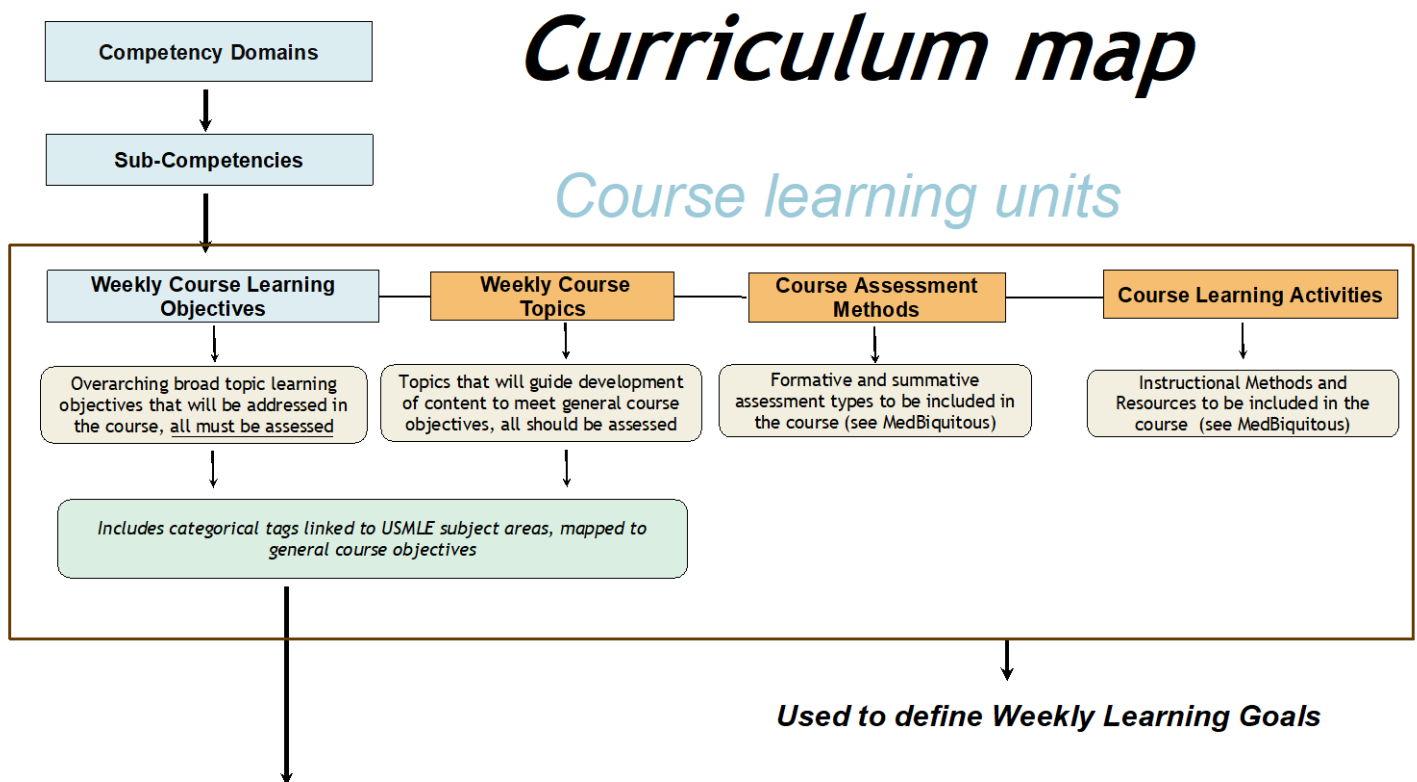 Curriculum map
Competency Domains
Sub-Competencies
Course learning units
Weekly Course Learning
Objectives
Weekly Course
Topics
Course Assessment
Methods
Course Learning Activities
Overarching broad topic learning
objectives that will be addressed in
the course, all must be assessed
Topics that will guide development
of content to meet general course
objectives, all should be assessed
Formative and summative
assessment types to be included in
the course (see MedBiquitous)
Instructional Methods and
Resources to be included in the
course (see MedBiquitous)
Includes categorical tags linked to USMLE subject areas, mapped to
general course objectives
Used to define Weekly Learning Goals